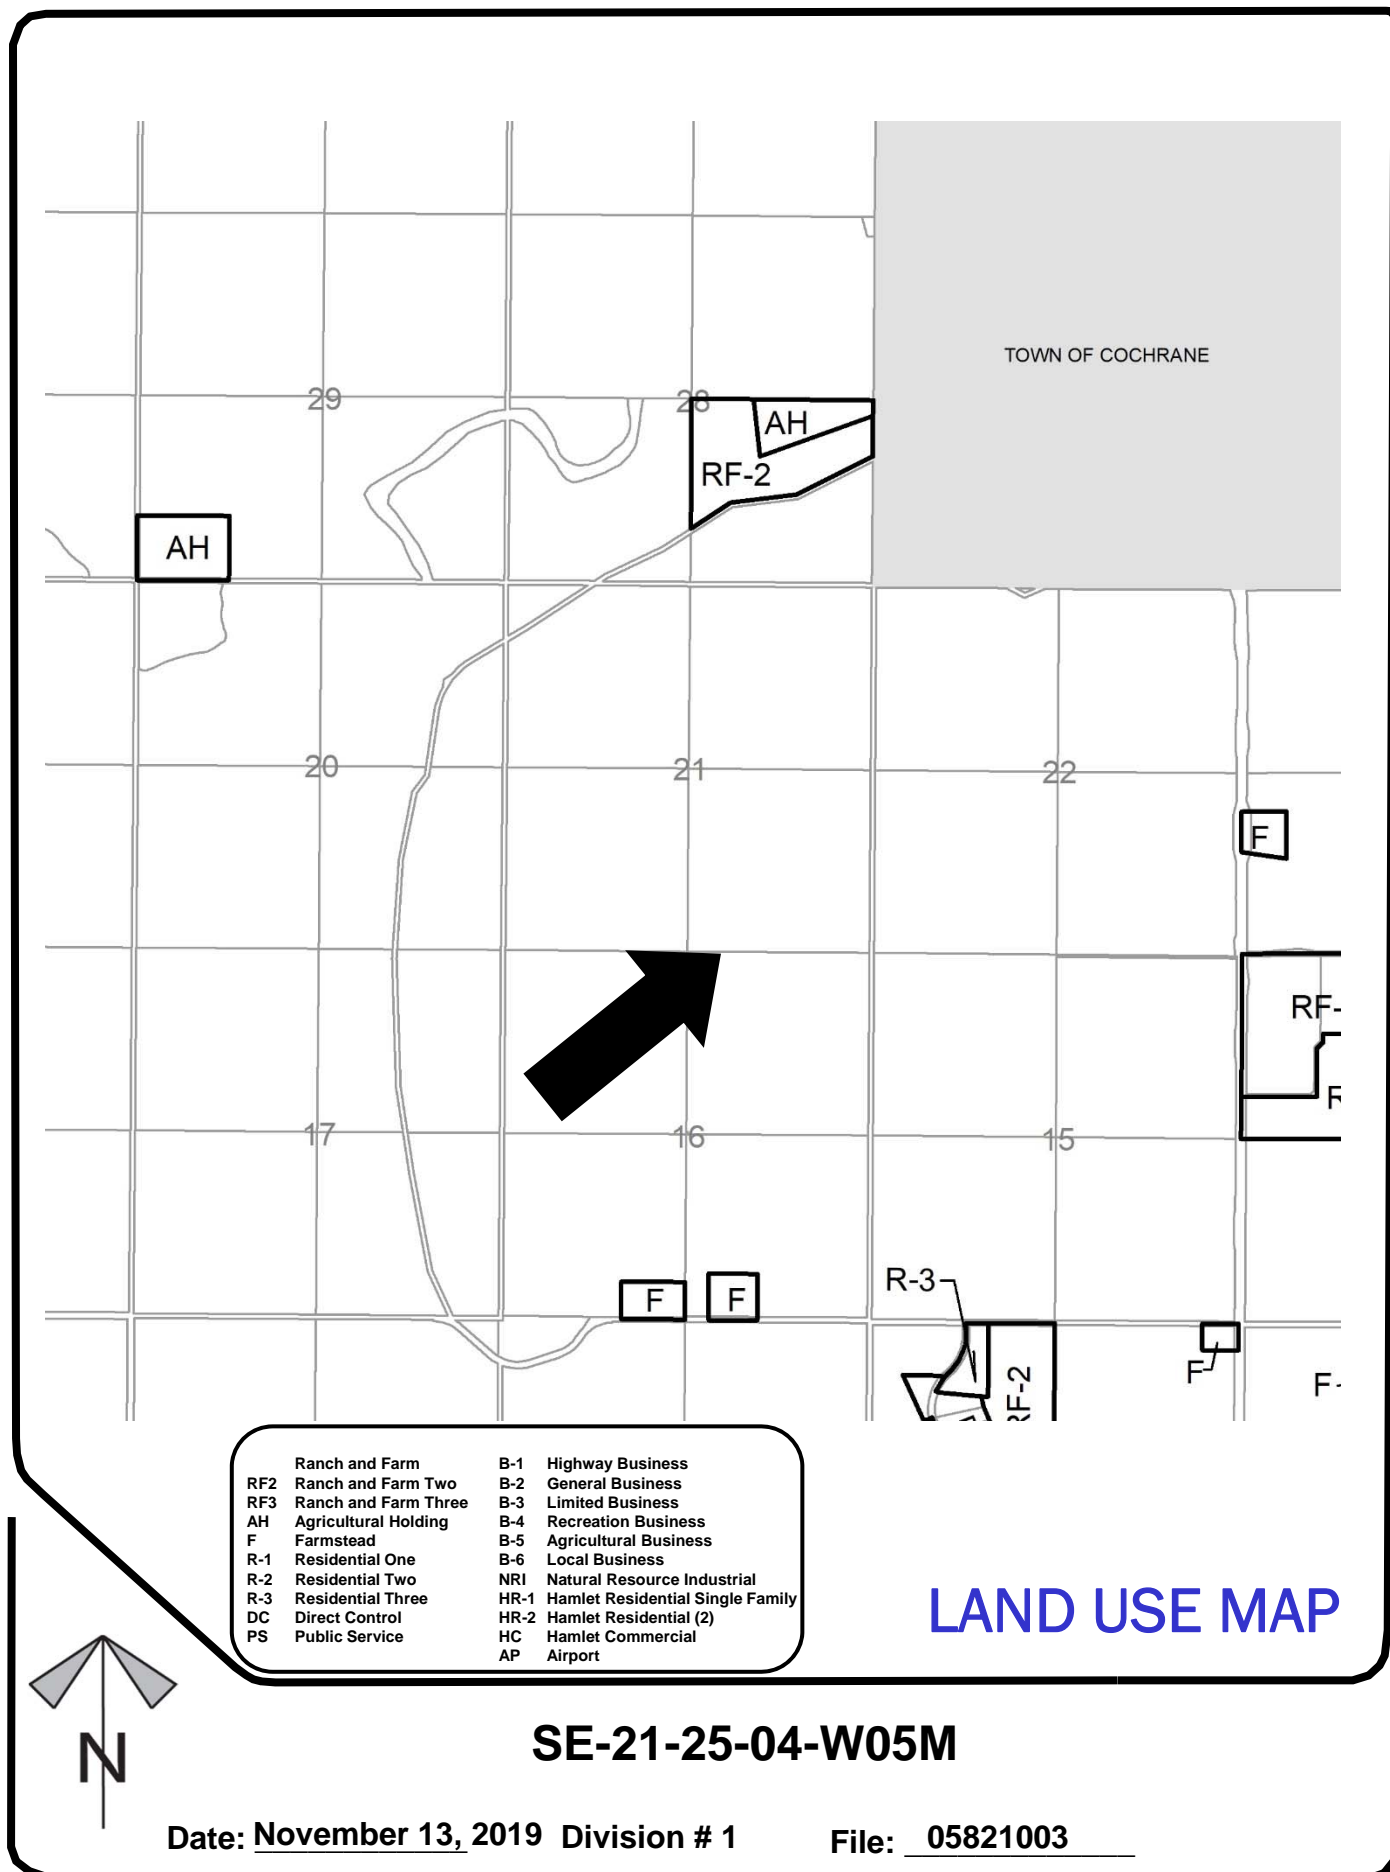 TOWN OF COCHRANE
29
28
AH
RF-2
AH
20
21
22
F
RF-
R
17
16
15
R-3
F
F
F
F-
RF-2
Ranch and Farm
RF2 Ranch and Farm Two
RF3 Ranch and Farm Three
AH Agricultural Holding
F Farmstead
R-1 Residential One
R-2 Residential Two
R-3 Residential Three
DC Direct Control
PS Public Service
B-1 Highway Business
B-2 General Business
B-3 Limited Business
B-4 Recreation Business
B-5 Agricultural Business
B-6 Local Business
NRI Natural Resource Industrial
HR-1 Hamlet Residential Single Family
HR-2 Hamlet Residential (2)
HC Hamlet Commercial
AP Airport
LAND USE MAP
N
SE-21-25-04-W05M
Date: November 13, 2019 Division # 1 File: 05821003